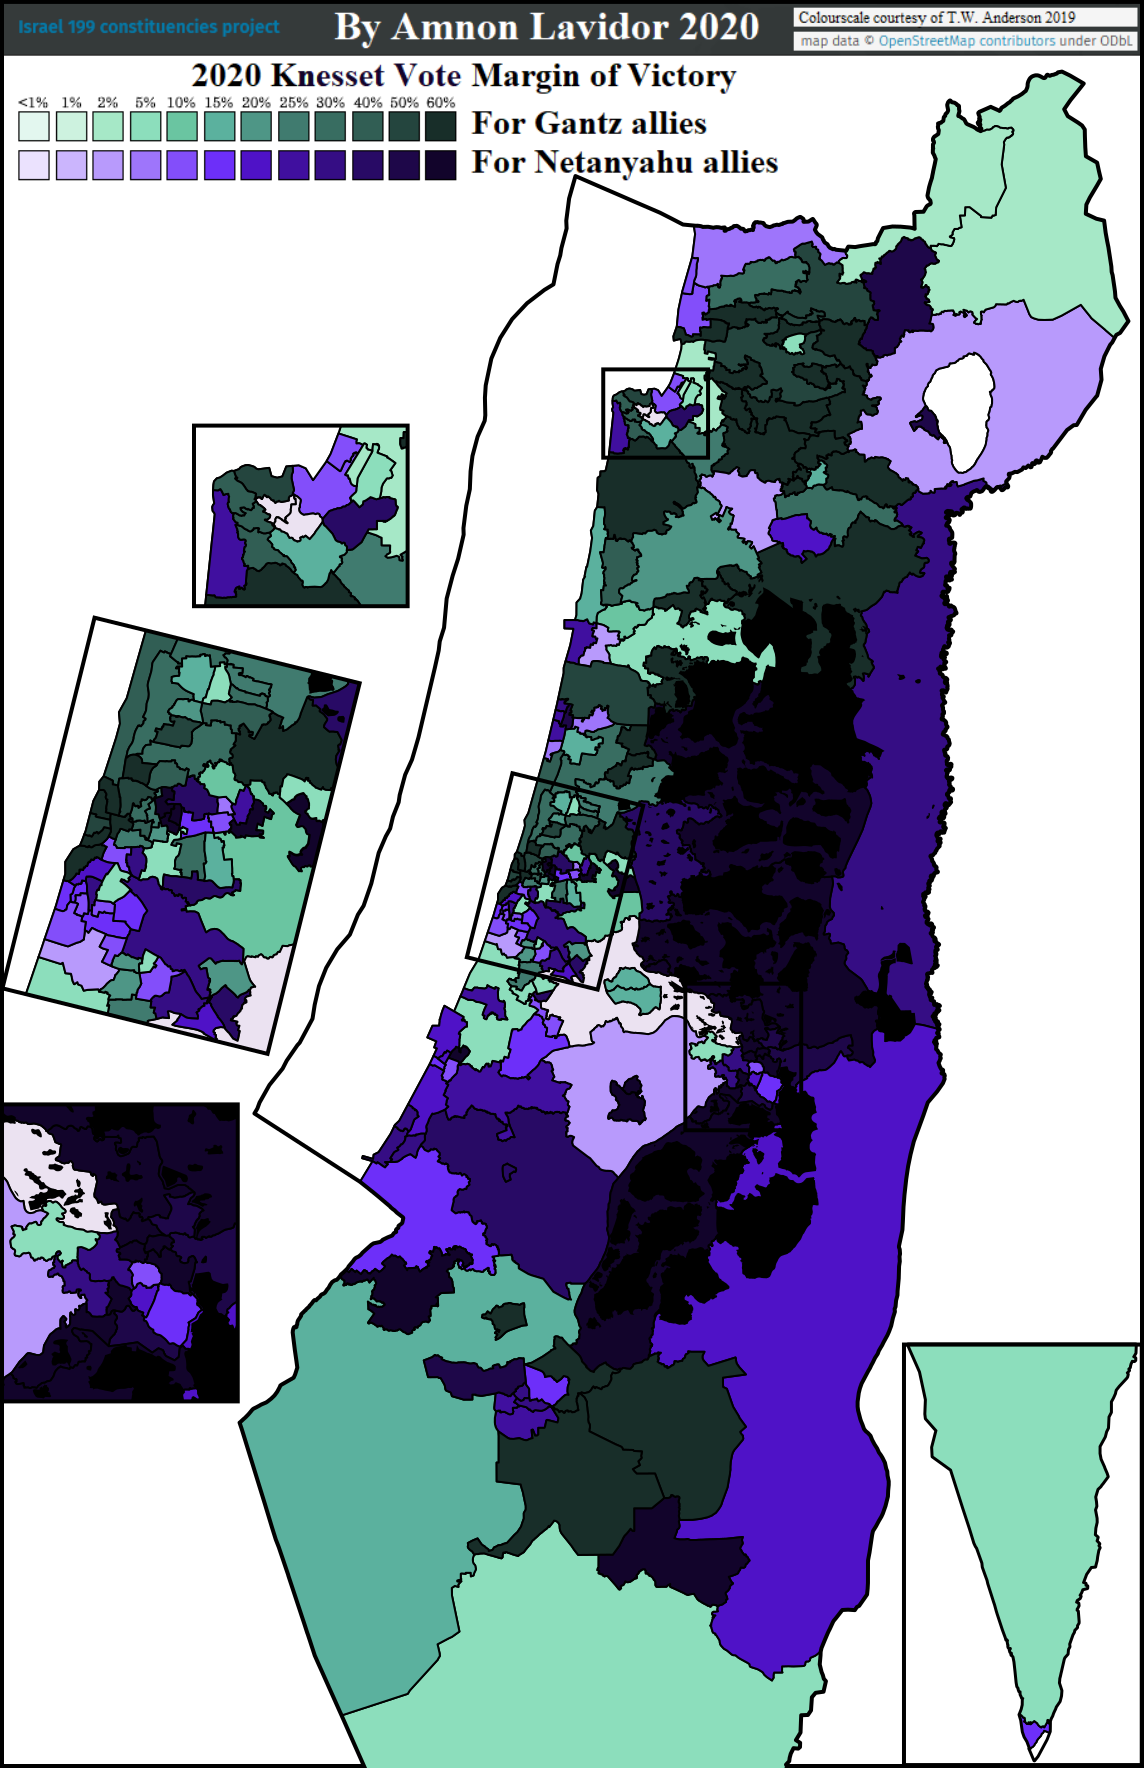 Israel 199 constituencies project
By Amnon Lavidor 2020
Colourscale courtesy of T.W. Anderson 2019
map data © OpenStreetMap contributors under ODbL
2020 Knesset Vote Margin of Victory
<1% 1% 2% 5% 10% 15% 20% 25% 30% 40% 50% 60%
For Gantz allies
For Netanyahu allies